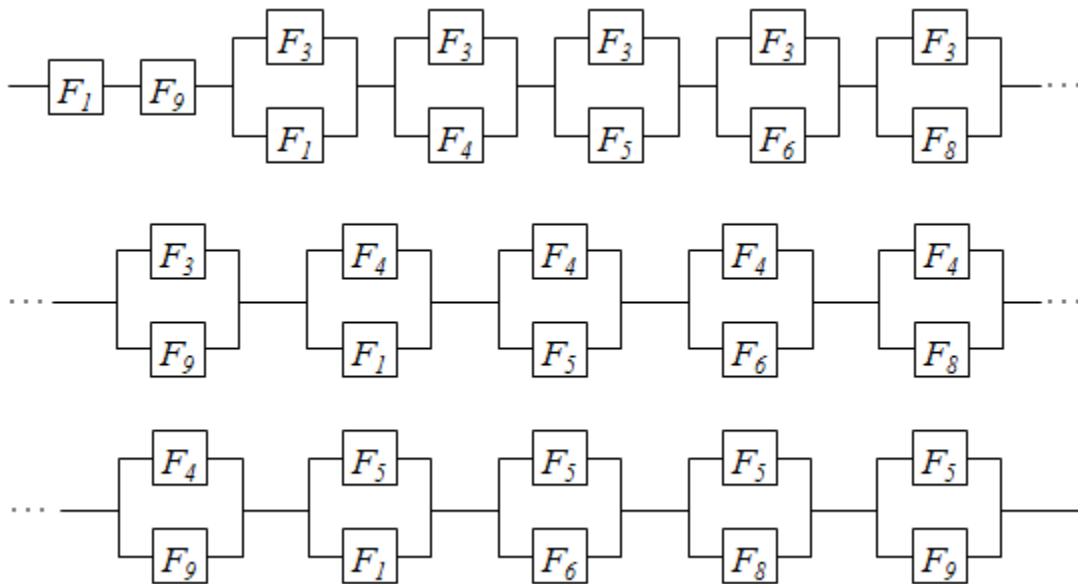 F1 F9 F3 F3 F3 F3 F3 ...
F1 F4 F5 F6 F8
... F3 F4 F4 F4 F4 ...
F9 F1 F5 F6 F8
... F4 F5 F5 F5 F5
F9 F1 F6 F8 F9